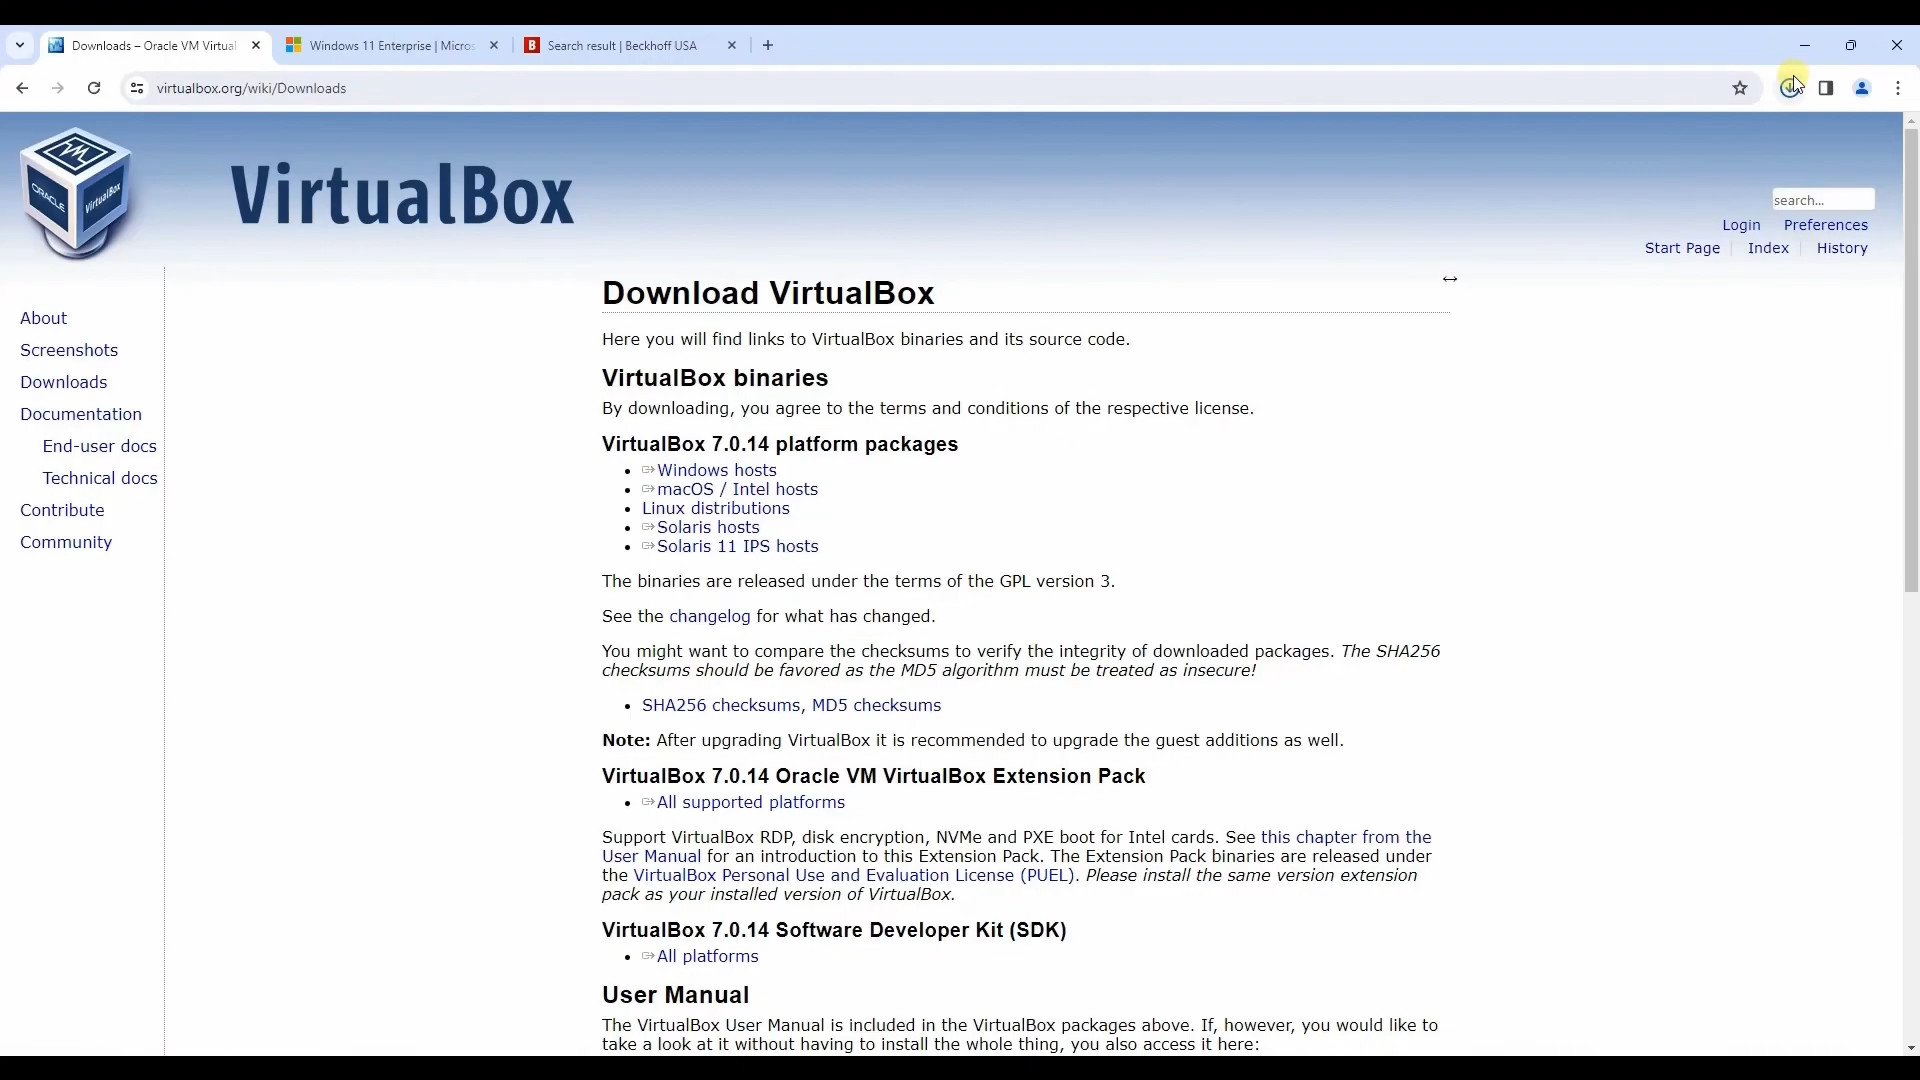 Downloads – Oracle VM Virtual
Windows 11 Enterprise | Micros
Search result | Beckhoff USA
virtualbox.org/wiki/Downloads
ORACLE
VirtualBox
VirtualBox
search...
Login Preferences
Start Page Index History
About
Screenshots
Downloads
Documentation
End-user docs
Technical docs
Contribute
Community
Download VirtualBox
Here you will find links to VirtualBox binaries and its source code.
VirtualBox binaries
By downloading, you agree to the terms and conditions of the respective license.
VirtualBox 7.0.14 platform packages
• Windows hosts
• macOS / Intel hosts
• Linux distributions
• Solaris hosts
• Solaris 11 IPS hosts
The binaries are released under the terms of the GPL version 3.
See the changelog for what has changed.
You might want to compare the checksums to verify the integrity of downloaded packages. The SHA256
checksums should be favored as the MD5 algorithm must be treated as insecure!
• SHA256 checksums, MD5 checksums
Note: After upgrading VirtualBox it is recommended to upgrade the guest additions as well.
VirtualBox 7.0.14 Oracle VM VirtualBox Extension Pack
• All supported platforms
Support VirtualBox RDP, disk encryption, NVMe and PXE boot for Intel cards. See this chapter from the
User Manual for an introduction to this Extension Pack. The Extension Pack binaries are released under
the VirtualBox Personal Use and Evaluation License (PUEL). Please install the same version extension
pack as your installed version of VirtualBox.
VirtualBox 7.0.14 Software Developer Kit (SDK)
• All platforms
User Manual
The VirtualBox User Manual is included in the VirtualBox packages above. If, however, you would like to
take a look at it without having to install the whole thing, you also access it here: